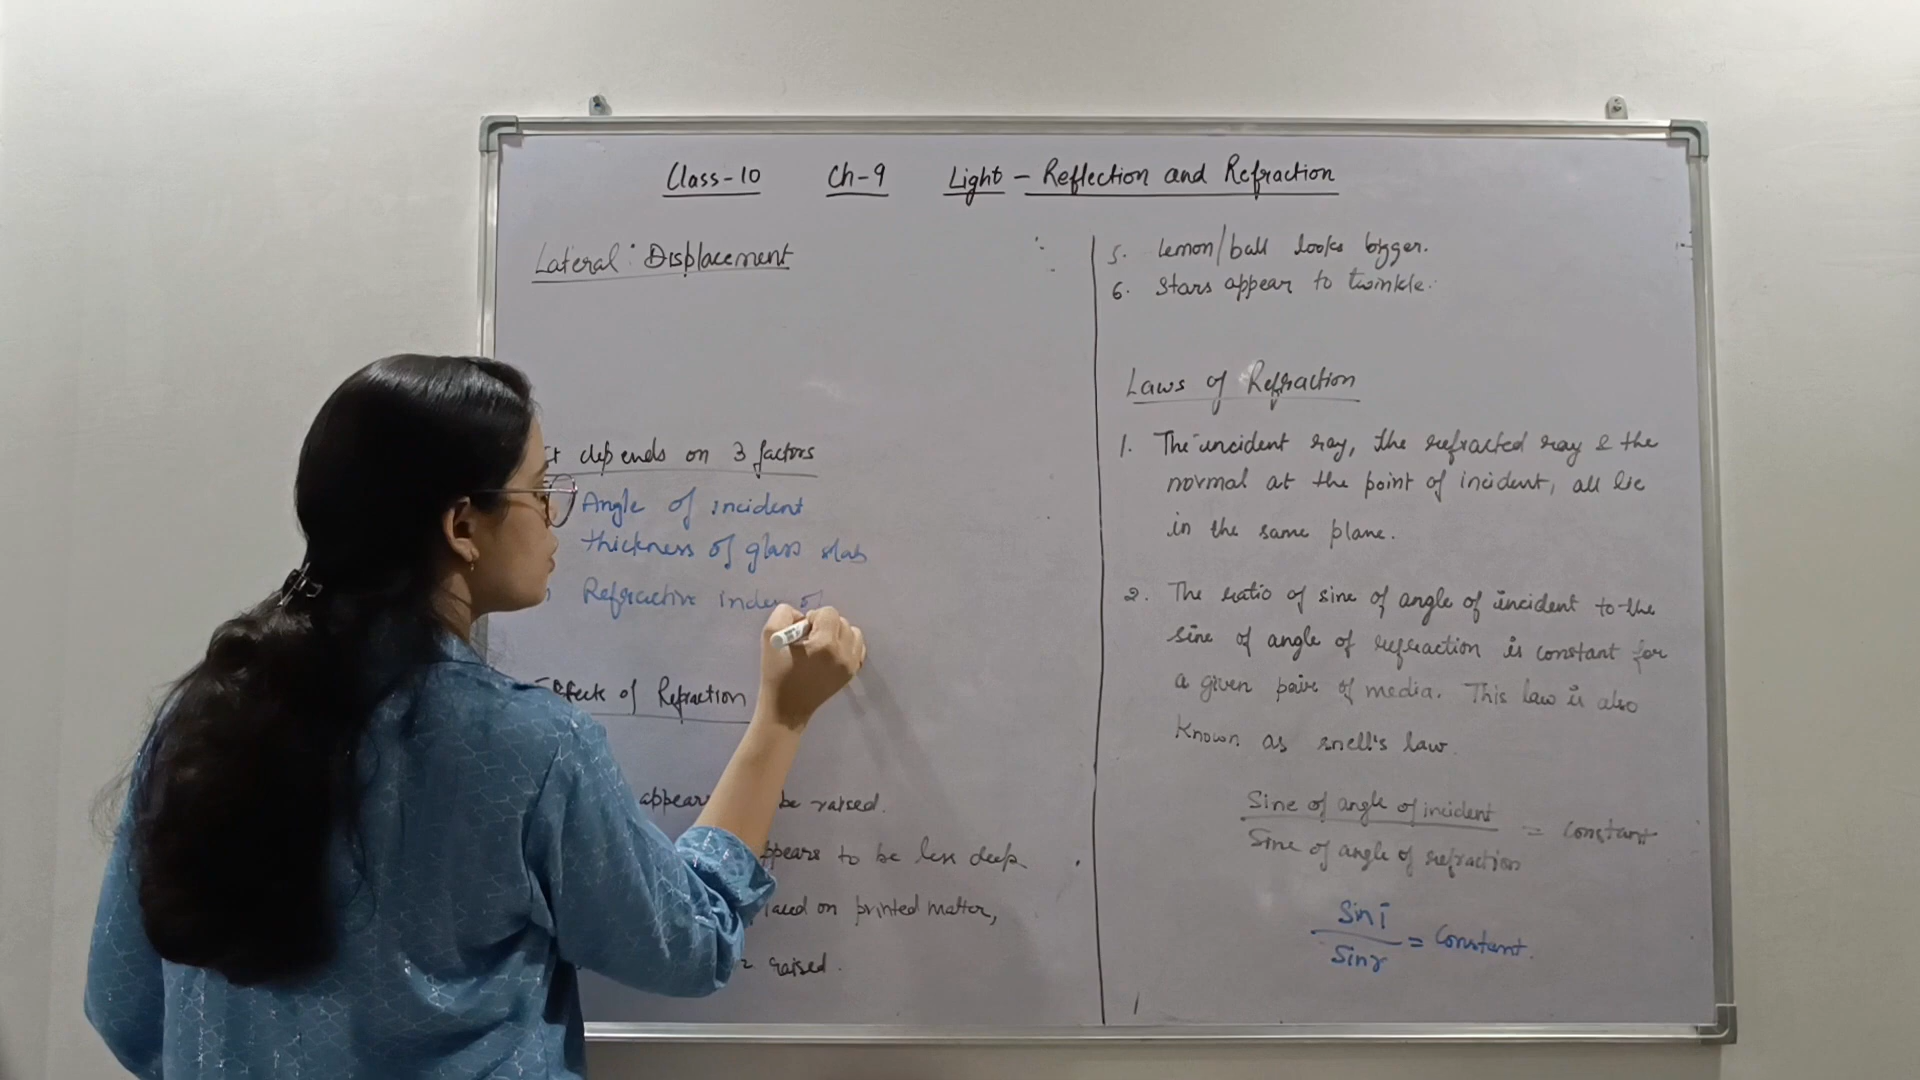 Class-10 Ch-9 Light - Reflection and Refraction
Lateral: Displacement
It depends on 3 factors
Angle of incident
thickness of glass slab
Refractive index of
Effect of Refraction
appears be raised.
appears to be less deep
placed on printed matter,
raised.
5. Lemon/ball looks bigger.
6. Stars appear to twinkle.
Laws of Refraction
1. The incident ray, the refracted ray & the
normal at the point of incident, all lie
in the same plane.
2. The ratio of sine of angle of incident to the
sine of angle of refraction is constant for
a given pair of media. This law is also
known as snell's law.
Sine of angle of incident
= constant
Sine of angle of refraction
Sin i
= Constant.
Sin r